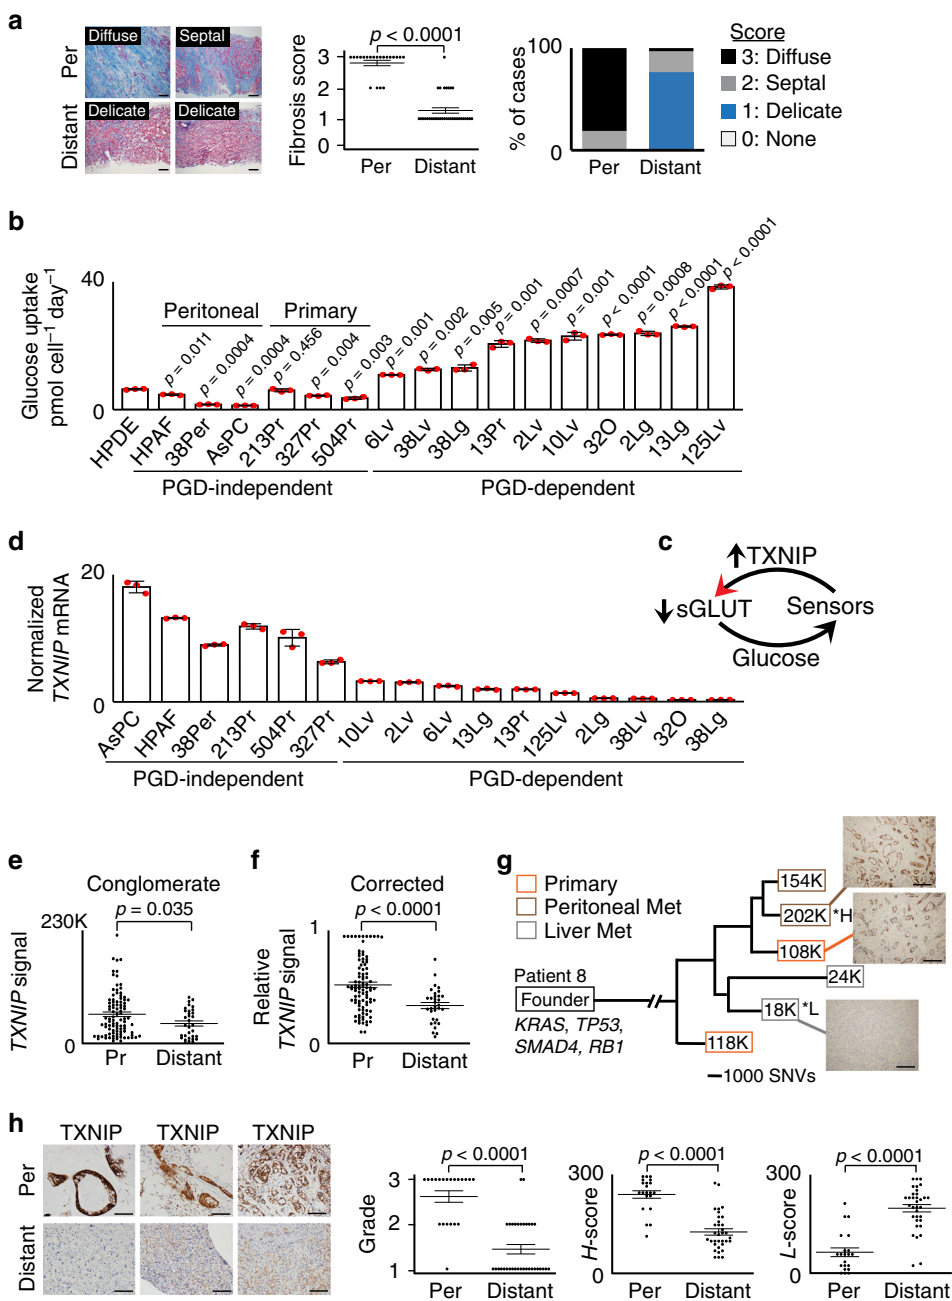 a
Diffuse
Septal
Per
Delicate
Delicate
Distant
p < 0.0001
Fibrosis score
3
2
1
0
Per
Distant
100
% of cases
0
Per
Distant
Score
3: Diffuse
2: Septal
1: Delicate
0: None
b
Glucose uptake
pmol cell⁻¹ day⁻¹
40
0
Peritoneal
Primary
p = 0.011
p = 0.0004
p = 0.0004
p = 0.456
p = 0.004
p = 0.003
p = 0.001
p = 0.002
p = 0.005
p = 0.001
p = 0.0007
p = 0.001
p < 0.0001
p = 0.0008
p < 0.0001
p < 0.0001
HPDE
HPAF
38Per
AsPC
213Pr
327Pr
504Pr
6Lv
38Lv
38Lg
13Pr
2Lv
10Lv
32O
2Lg
13Lg
125Lv
PGD-independent
PGD-dependent
d
Normalized
TXNIP mRNA
20
0
AsPC
HPAF
38Per
213Pr
504Pr
327Pr
10Lv
2Lv
6Lv
13Lg
13Pr
125Lv
2Lg
38Lv
32O
38Lg
PGD-independent
PGD-dependent
c
↑TXNIP
↓sGLUT
Sensors
Glucose
e
Conglomerate
p = 0.035
230K
TXNIP signal
0
Pr
Distant
f
Corrected
p < 0.0001
1
Relative
TXNIP signal
0
Pr
Distant
g
Primary
Peritoneal Met
Liver Met
Patient 8
Founder
KRAS, TP53,
SMAD4, RB1
154K
202K *H
108K
24K
18K *L
118K
1000 SNVs
h
TXNIP
TXNIP
TXNIP
Per
Distant
p < 0.0001
Grade
3
2
1
Per
Distant
p < 0.0001
300
H-score
0
Per
Distant
p < 0.0001
300
L-score
0
Per
Distant